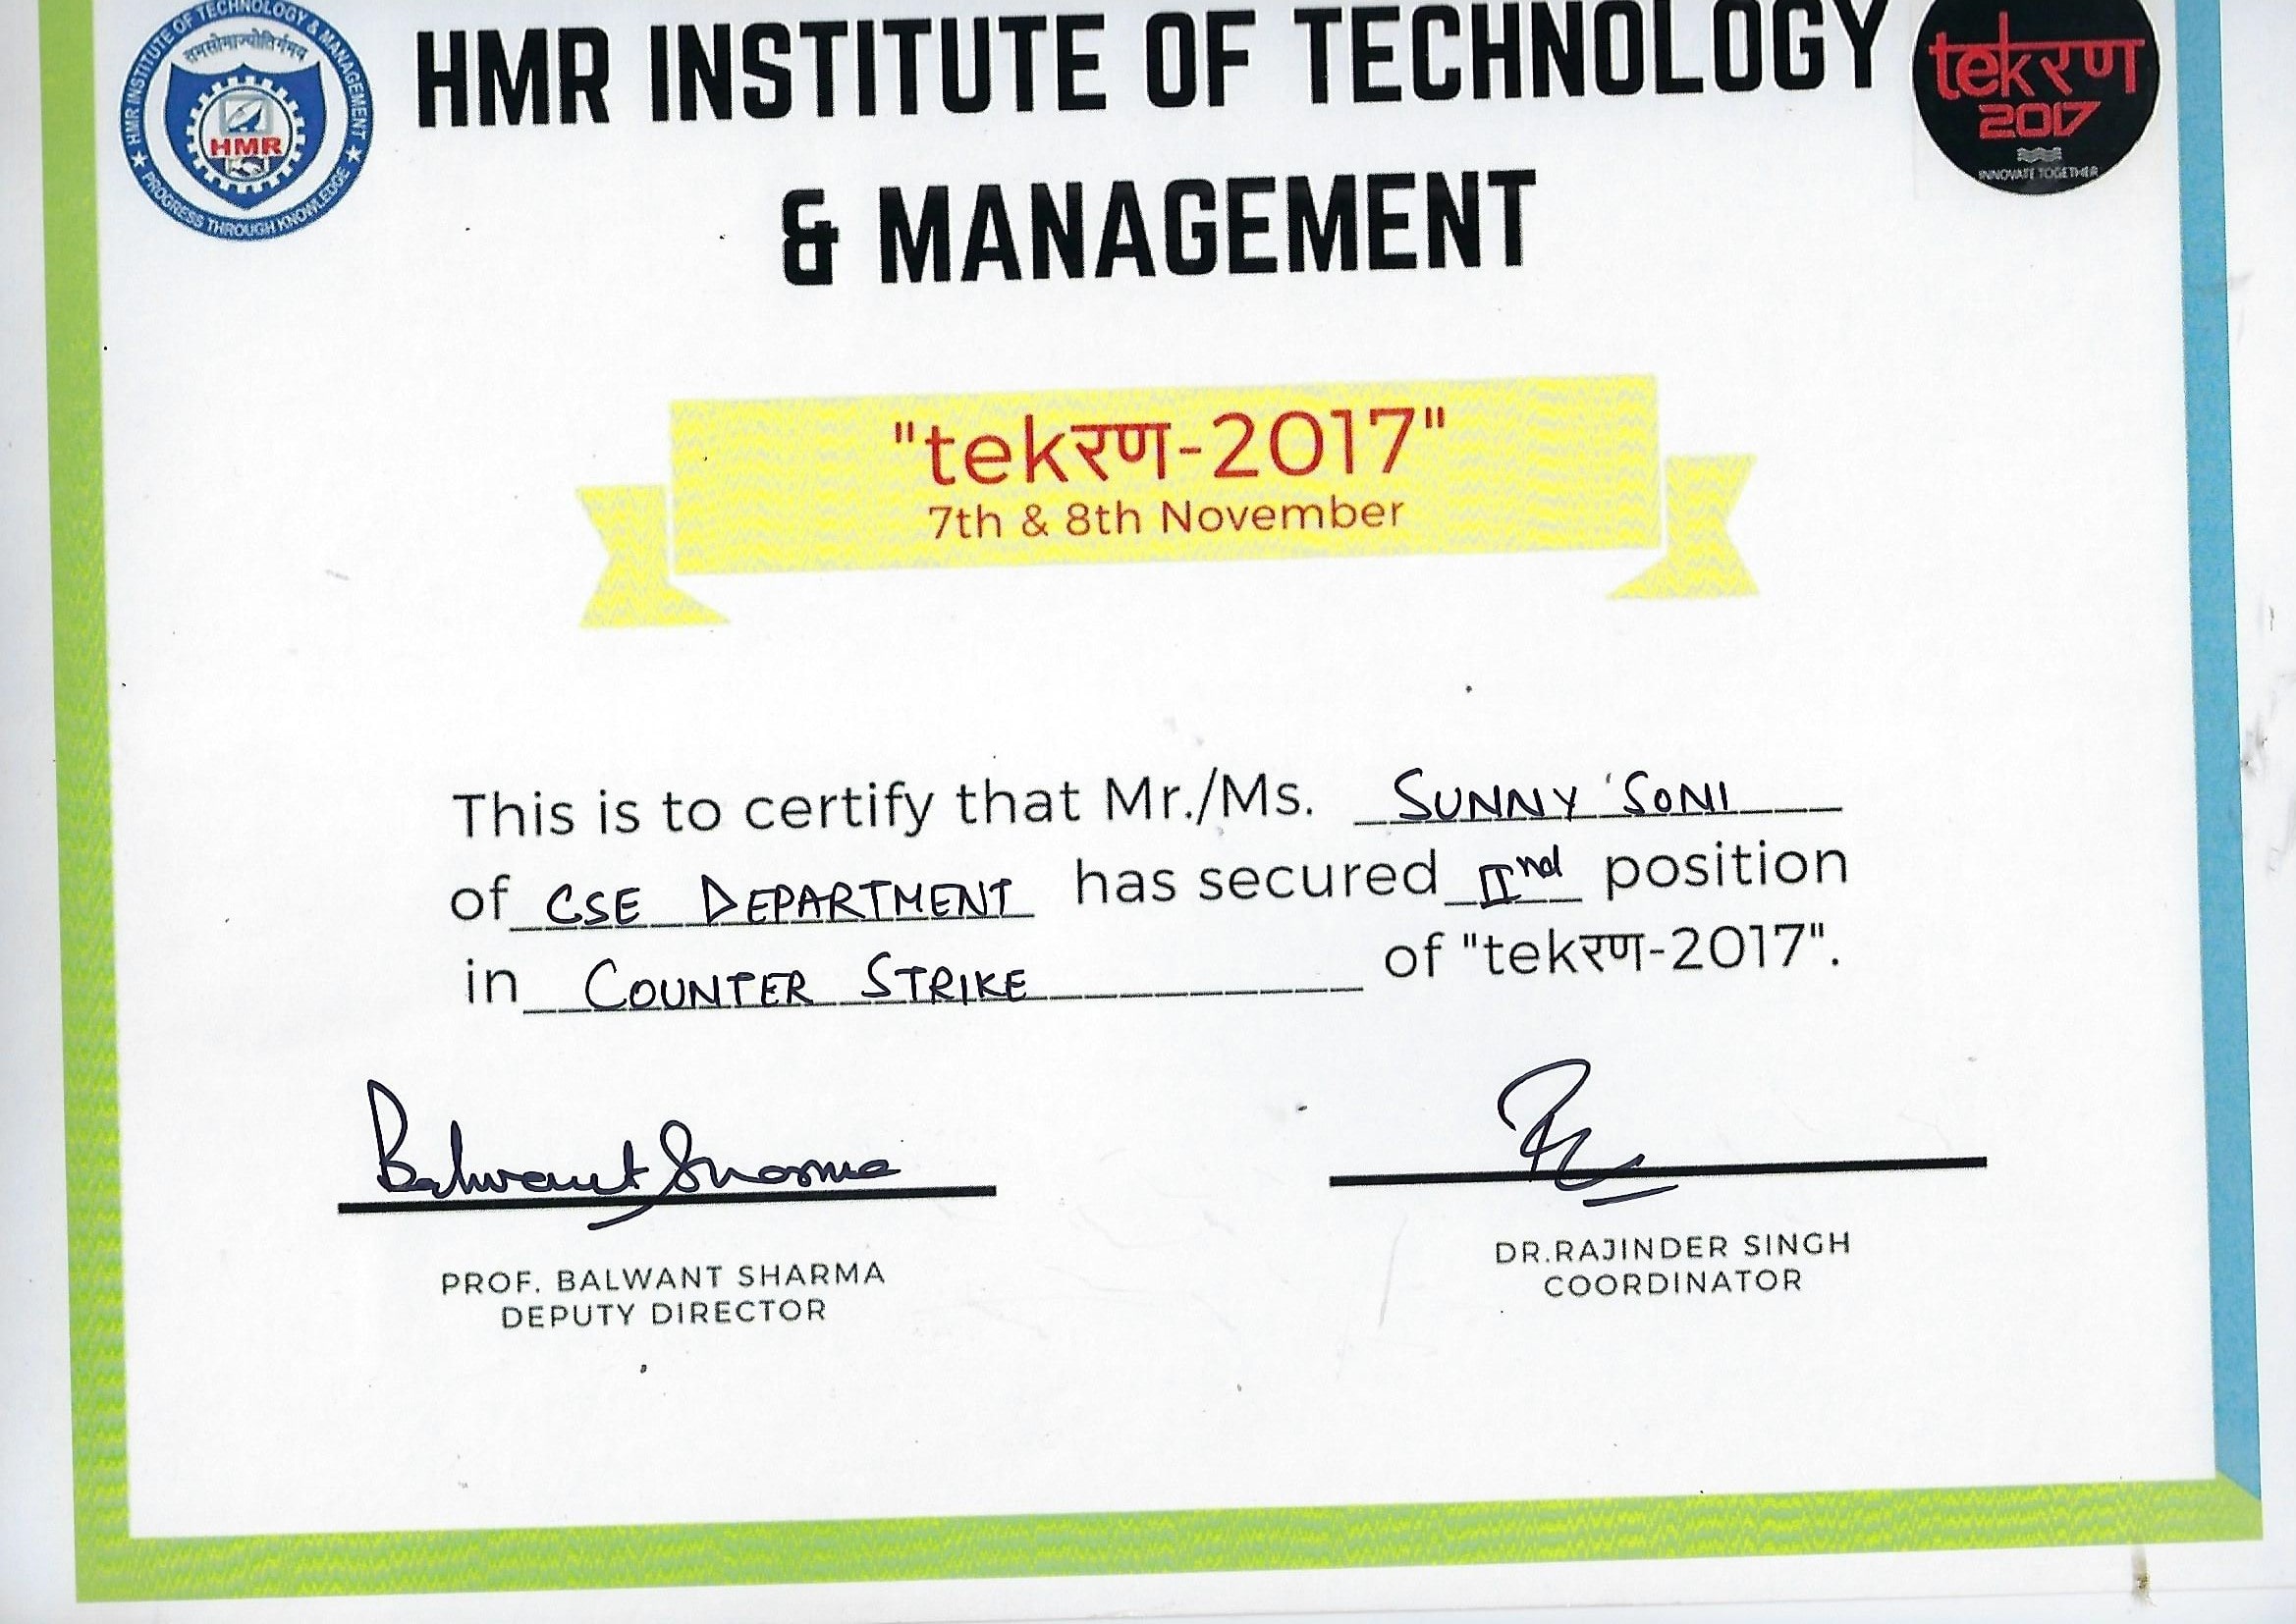 HMR INSTITUTE OF TECHNOLOGY & MANAGEMENT
तमसोमाज्योतिर्गमय
HMR
PROGRESS THROUGH KNOWLEDGE
HMR INSTITUTE OF TECHNOLOGY
tekरण
2017
INNOVATE TOGETHER
& MANAGEMENT
"tekरण-2017"
7th & 8th November
This is to certify that Mr./Ms. SUNNY SONI
of CSE DEPARTMENT has secured IInd position
in COUNTER STRIKE of "tekरण-2017".
Balwant Sharma
PROF. BALWANT SHARMA
DEPUTY DIRECTOR
DR.RAJINDER SINGH
COORDINATOR